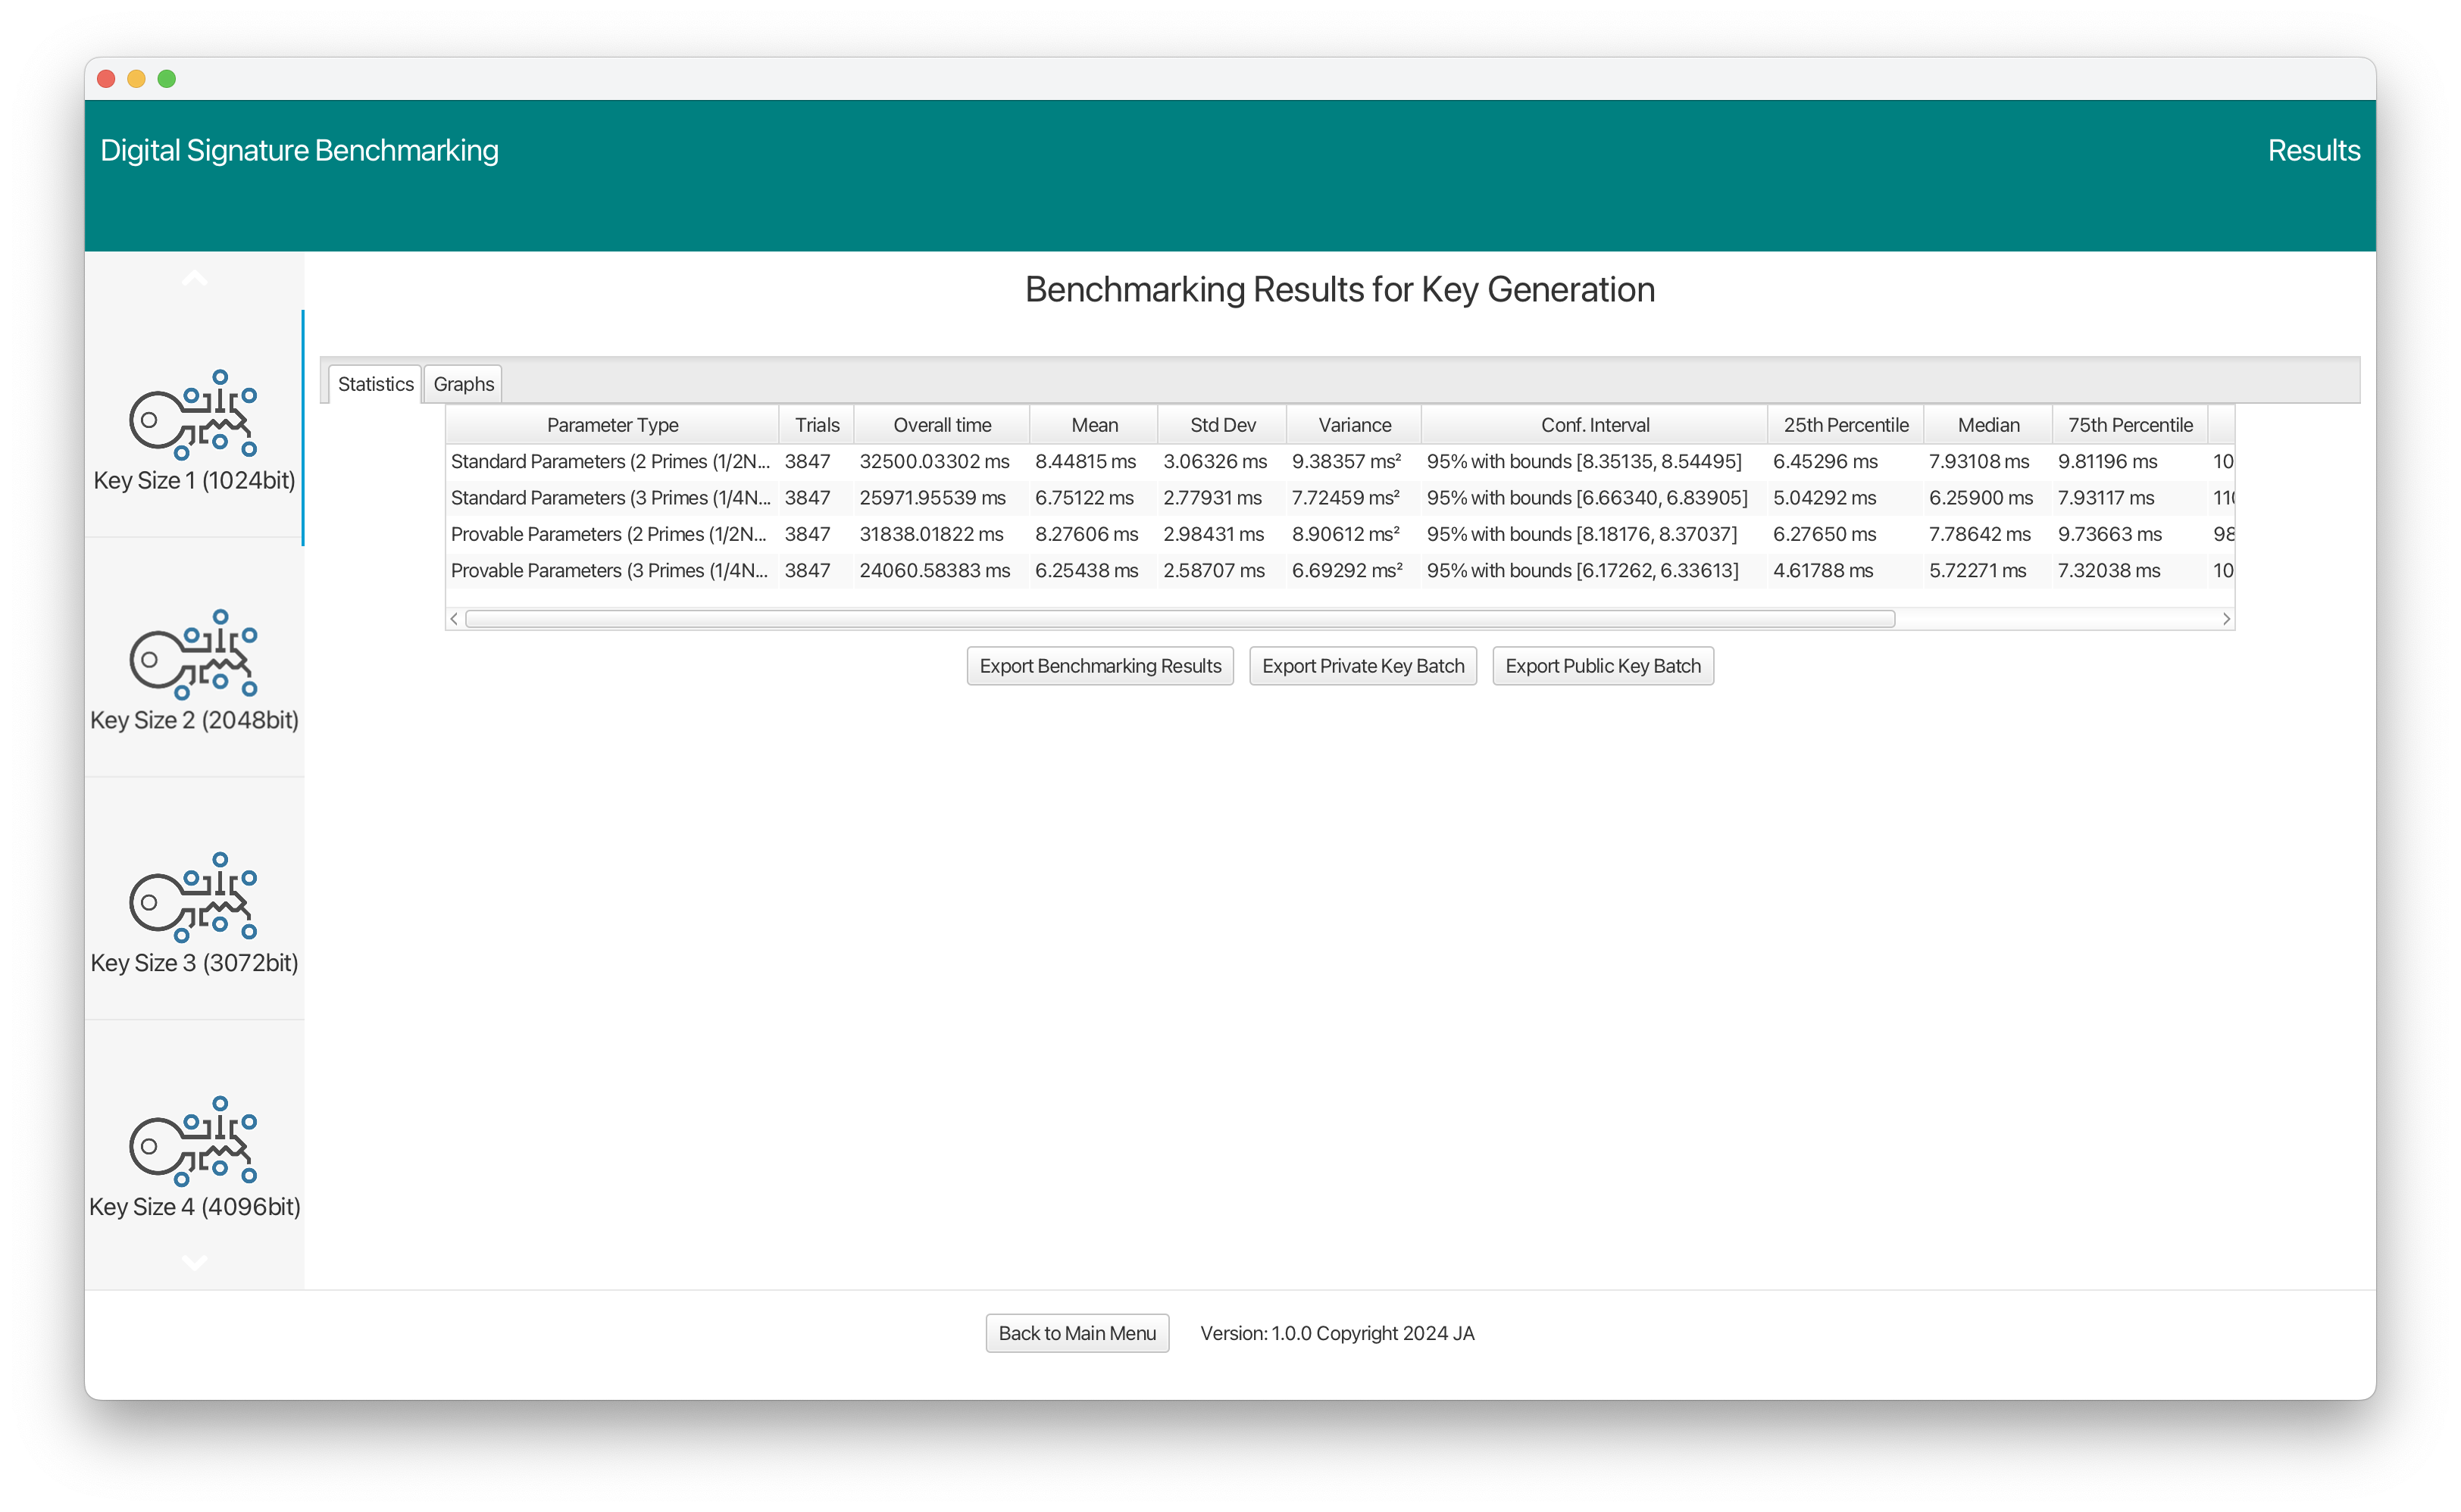 Digital Signature Benchmarking
Results
Benchmarking Results for Key Generation
Key Size 1 (1024bit)
Key Size 2 (2048bit)
Key Size 3 (3072bit)
Key Size 4 (4096bit)
Statistics Graphs
Parameter Type Trials Overall time Mean Std Dev Variance Conf. Interval 25th Percentile Median 75th Percentile
Standard Parameters (2 Primes (1/2N... 3847 32500.03302 ms 8.44815 ms 3.06326 ms 9.38357 ms² 95% with bounds [8.35135, 8.54495] 6.45296 ms 7.93108 ms 9.81196 ms 10
Standard Parameters (3 Primes (1/4N... 3847 25971.95539 ms 6.75122 ms 2.77931 ms 7.72459 ms² 95% with bounds [6.66340, 6.83905] 5.04292 ms 6.25900 ms 7.93117 ms
Provable Parameters (2 Primes (1/2N... 3847 31838.01822 ms 8.27606 ms 2.98431 ms 8.90612 ms² 95% with bounds [8.18176, 8.37037] 6.27650 ms 7.78642 ms 9.73663 ms 98
Provable Parameters (3 Primes (1/4N... 3847 24060.58383 ms 6.25438 ms 2.58707 ms 6.69292 ms² 95% with bounds [6.17262, 6.33613] 4.61788 ms 5.72271 ms 7.32038 ms 10
Export Benchmarking Results Export Private Key Batch Export Public Key Batch
Back to Main Menu Version: 1.0.0 Copyright 2024 JA